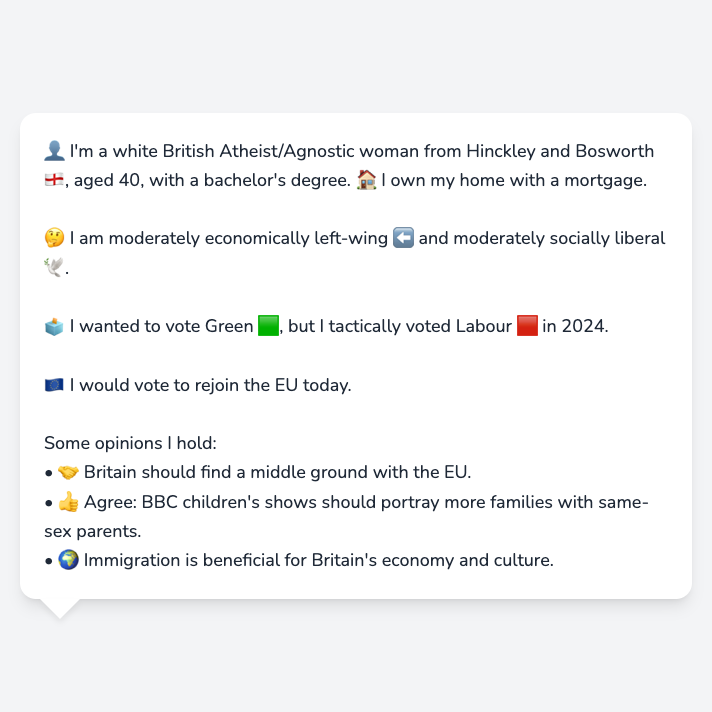 👤 I'm a white British Atheist/Agnostic woman from Hinckley and Bosworth
🏴󠁧󠁢󠁥󠁮󠁧󠁿, aged 40, with a bachelor's degree. 🏠 I own my home with a mortgage.
🤔 I am moderately economically left-wing ⬅️ and moderately socially liberal
🕊️.
🗳️ I wanted to vote Green 🟩, but I tactically voted Labour 🟥 in 2024.
🇪🇺 I would vote to rejoin the EU today.
Some opinions I hold:
• 🤝 Britain should find a middle ground with the EU.
• 👍 Agree: BBC children's shows should portray more families with same-
sex parents.
• 🌍 Immigration is beneficial for Britain's economy and culture.